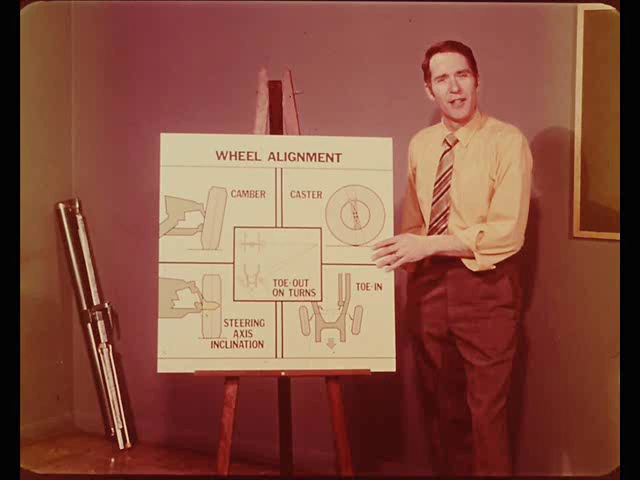 WHEEL ALIGNMENT
CAMBER
CASTER
TOE-OUT
ON TURNS
STEERING
AXIS
INCLINATION
TOE-IN